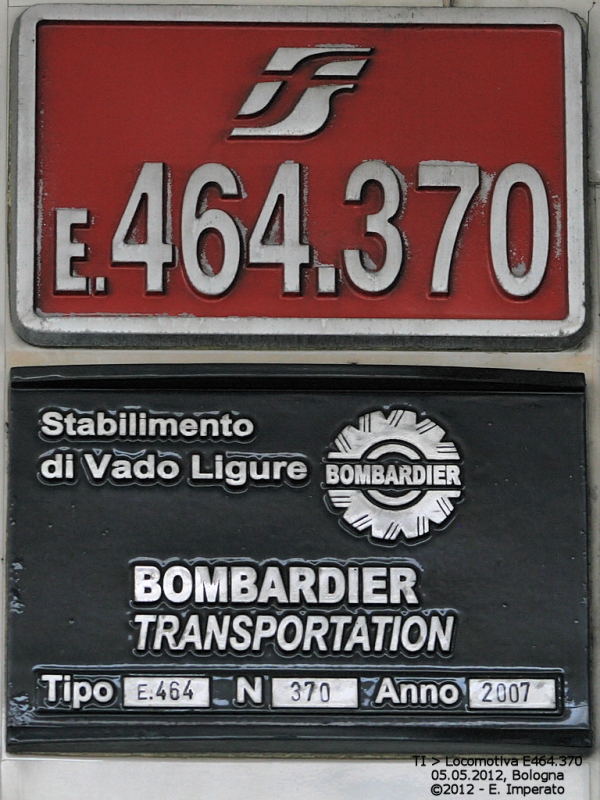 E.464.370
Stabilimento
di Vado Ligure
BOMBARDIER
BOMBARDIER
TRANSPORTATION
Tipo E.464 N° 370 Anno 2007
TI > Locomotiva E464.370
05.05.2012, Bologna
©2012 - E. Imperato